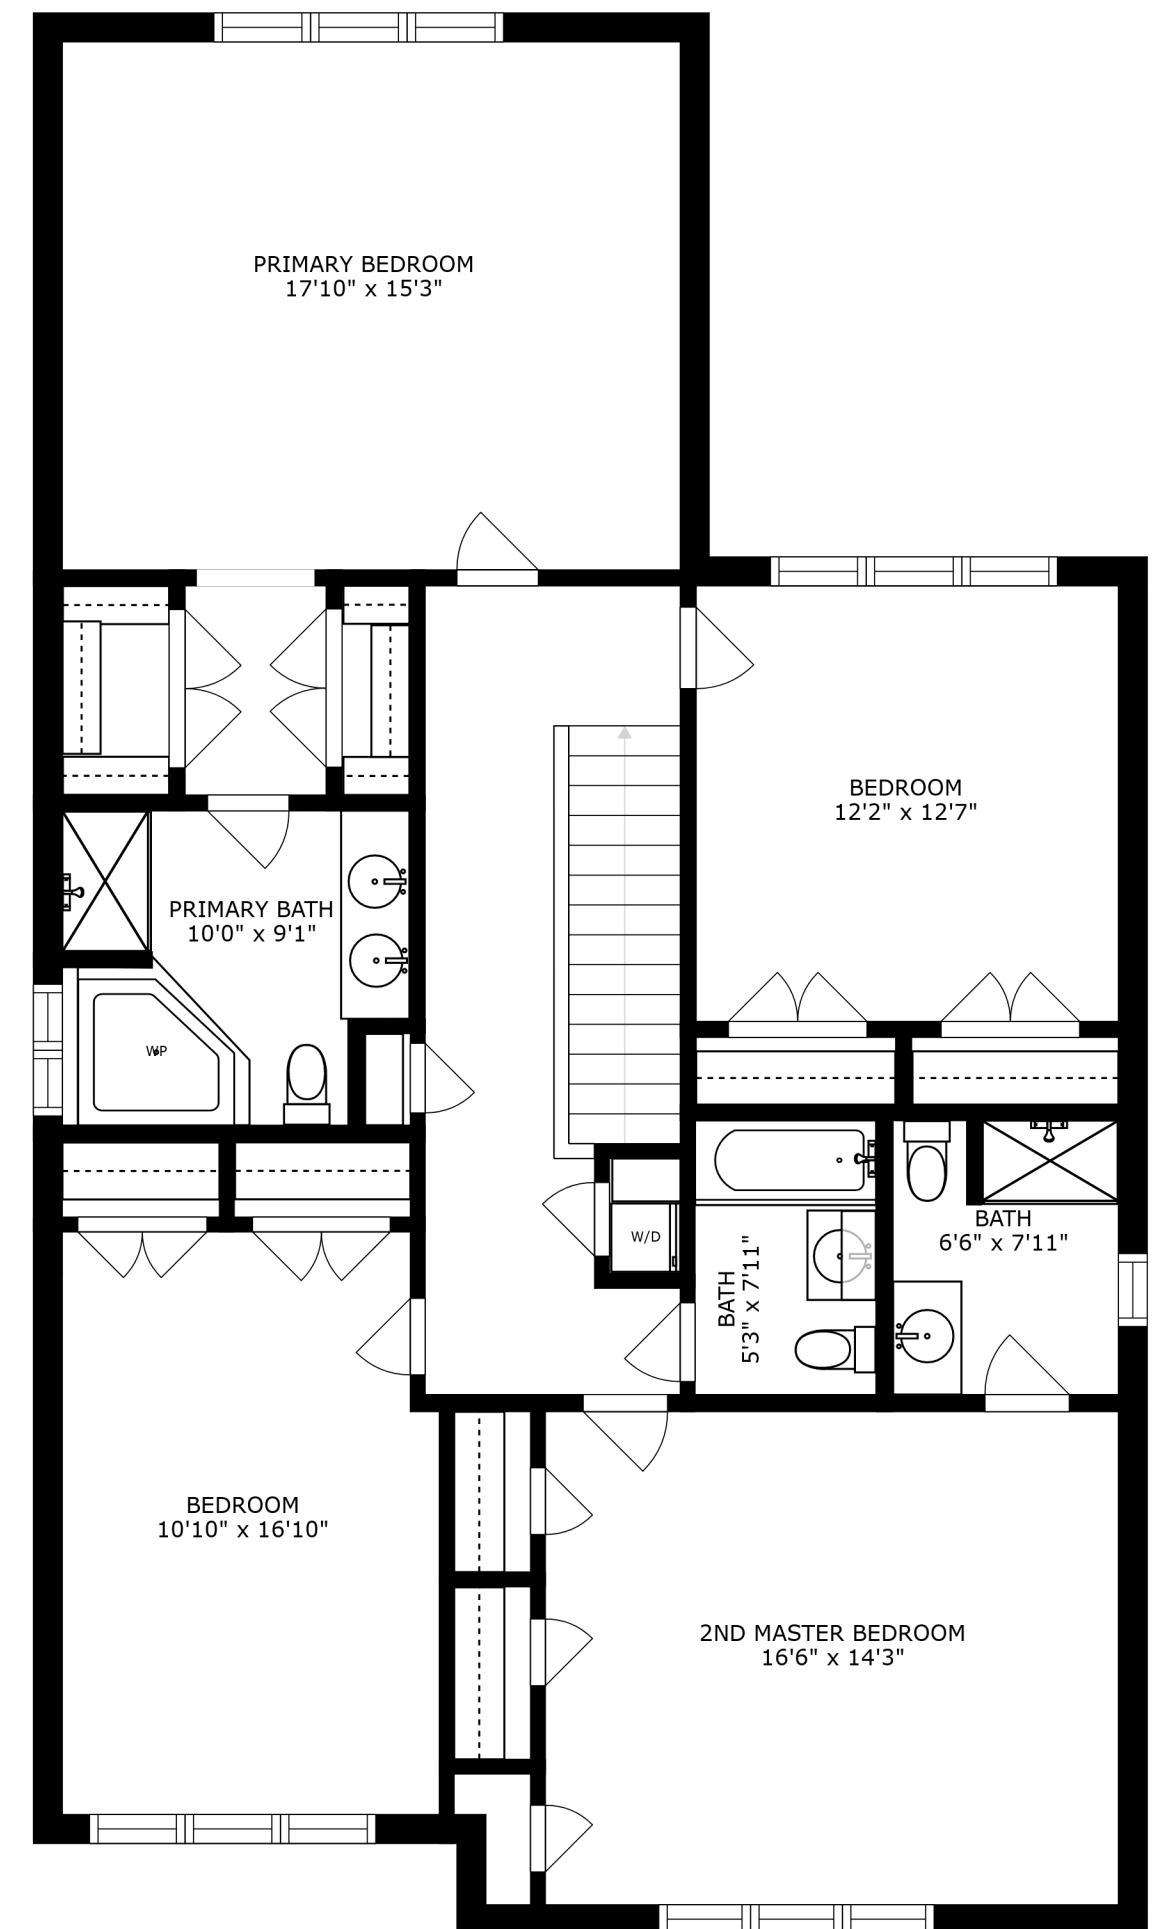 PRIMARY BEDROOM
17'10" x 15'3"
BEDROOM
12'2" x 12'7"
PRIMARY BATH
10'0" x 9'1"
WP
BATH
6'6" x 7'11"
W/D
BATH
5'3" x 7'11"
BEDROOM
10'10" x 16'10"
2ND MASTER BEDROOM
16'6" x 14'3"